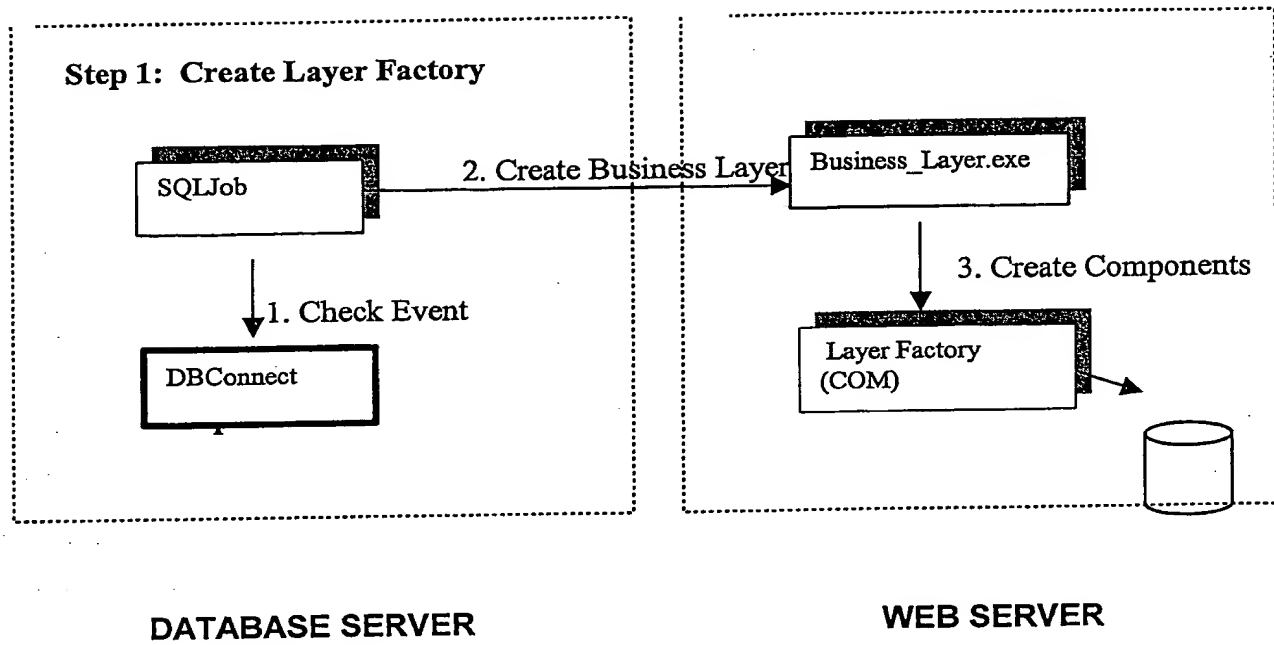 Step 1: Create Layer Factory
SQLJob
2. Create Business Layer
Business_Layer.exe
1. Check Event
3. Create Components
DBConnect
Layer Factory
(COM)
DATABASE SERVER
WEB SERVER